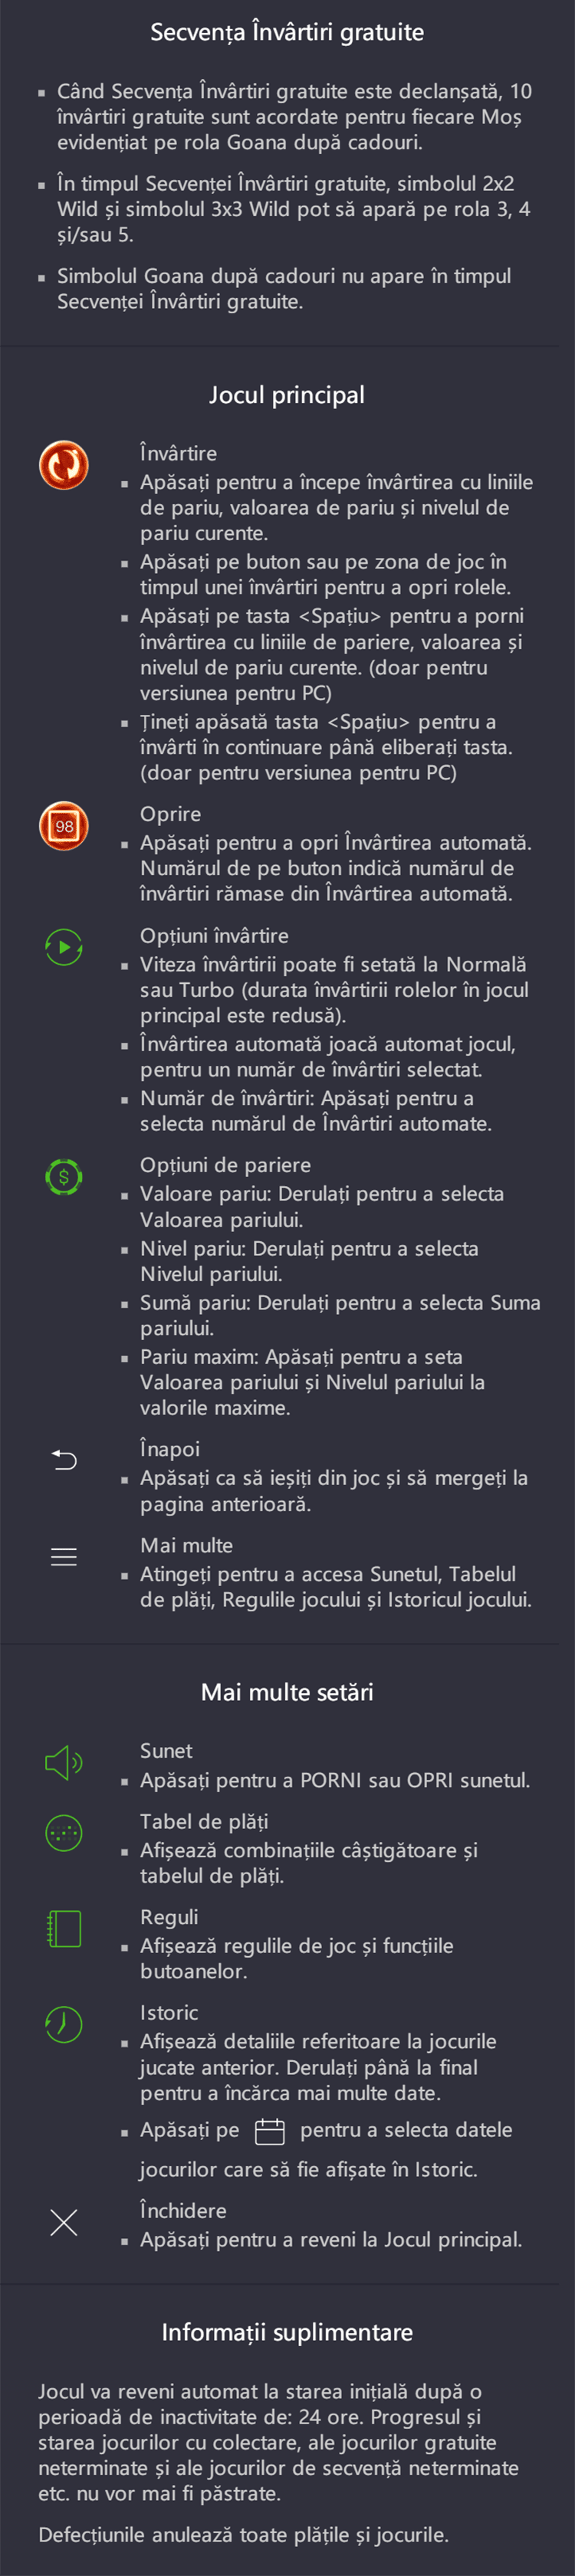 Secvența Învârtiri gratuite
Când Secvența Învârtiri gratuite este declanșată, 10
învârtiri gratuite sunt acordate pentru fiecare Moș
evidențiat pe rola Goana după cadouri.
În timpul Secvenței Învârtiri gratuite, simbolul 2x2
Wild și simbolul 3x3 Wild pot să apară pe rola 3, 4
și/sau 5.
Simbolul Goana după cadouri nu apare în timpul
Secvenței Învârtiri gratuite.
Jocul principal
Învârtire
Apăsați pentru a începe învârtirea cu liniile
de pariu, valoarea de pariu și nivelul de
pariu curente.
Apăsați pe buton sau pe zona de joc în
timpul unei învârtiri pentru a opri rolele.
Apăsați pe tasta <Spațiu> pentru a porni
învârtirea cu liniile de pariere, valoarea și
nivelul de pariu curente. (doar pentru
versiunea pentru PC)
Țineți apăsată tasta <Spațiu> pentru a
învârti în continuare până eliberați tasta.
(doar pentru versiunea pentru PC)
98
Oprire
Apăsați pentru a opri Învârtirea automată.
Numărul de pe buton indică numărul de
învârtiri rămase din Învârtirea automată.
Opțiuni învârtire
Viteza învârtirii poate fi setată la Normală
sau Turbo (durata învârtirii rolelor în jocul
principal este redusă).
Învârtirea automată joacă automat jocul,
pentru un număr de învârtiri selectat.
Număr de învârtiri: Apăsați pentru a
selecta numărul de Învârtiri automate.
$
Opțiuni de pariere
Valoare pariu: Derulați pentru a selecta
Valoarea pariului.
Nivel pariu: Derulați pentru a selecta
Nivelul pariului.
Sumă pariu: Derulați pentru a selecta Suma
pariului.
Pariu maxim: Apăsați pentru a seta
Valoarea pariului și Nivelul pariului la
valorile maxime.
Înapoi
Apăsați ca să ieșiți din joc și să mergeți la
pagina anterioară.
Mai multe
Atingeți pentru a accesa Sunetul, Tabelul
de plăți, Regulile jocului și Istoricul jocului.
Mai multe setări
Sunet
Apăsați pentru a PORNI sau OPRI sunetul.
Tabel de plăți
Afișează combinațiile câștigătoare și
tabelul de plăți.
Reguli
Afișează regulile de joc și funcțiile
butoanelor.
Istoric
Afișează detaliile referitoare la jocurile
jucate anterior. Derulați până la final
pentru a încărca mai multe date.
Apăsați pe pentru a selecta datele
jocurilor care să fie afișate în Istoric.
Închidere
Apăsați pentru a reveni la Jocul principal.
Informații suplimentare
Jocul va reveni automat la starea inițială după o
perioadă de inactivitate de: 24 ore. Progresul și
starea jocurilor cu colectare, ale jocurilor gratuite
neterminate și ale jocurilor de secvență neterminate
etc. nu vor mai fi păstrate.
Defecțiunile anulează toate plățile și jocurile.